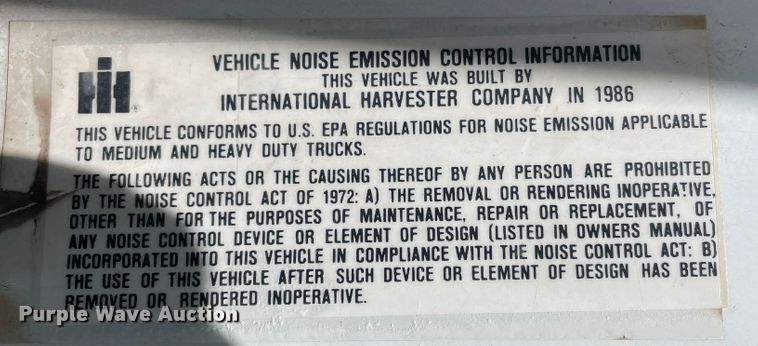 VEHICLE NOISE EMISSION CONTROL INFORMATION
THIS VEHICLE WAS BUILT BY
INTERNATIONAL HARVESTER COMPANY IN 1986
THIS VEHICLE CONFORMS TO U.S. EPA REGULATIONS FOR NOISE EMISSION APPLICABLE
TO MEDIUM AND HEAVY DUTY TRUCKS.
THE FOLLOWING ACTS OR THE CAUSING THEREOF BY ANY PERSON ARE PROHIBITED
BY THE NOISE CONTROL ACT OF 1972: A) THE REMOVAL OR RENDERING INOPERATIVE,
OTHER THAN FOR THE PURPOSES OF MAINTENANCE, REPAIR OR REPLACEMENT, OF
ANY NOISE CONTROL DEVICE OR ELEMENT OF DESIGN (LISTED IN OWNERS MANUAL)
INCORPORATED INTO THIS VEHICLE IN COMPLIANCE WITH THE NOISE CONTROL ACT: B)
THE USE OF THIS VEHICLE AFTER SUCH DEVICE OR ELEMENT OF DESIGN HAS BEEN
REMOVED OR RENDERED INOPERATIVE.
Purple Wave Auction